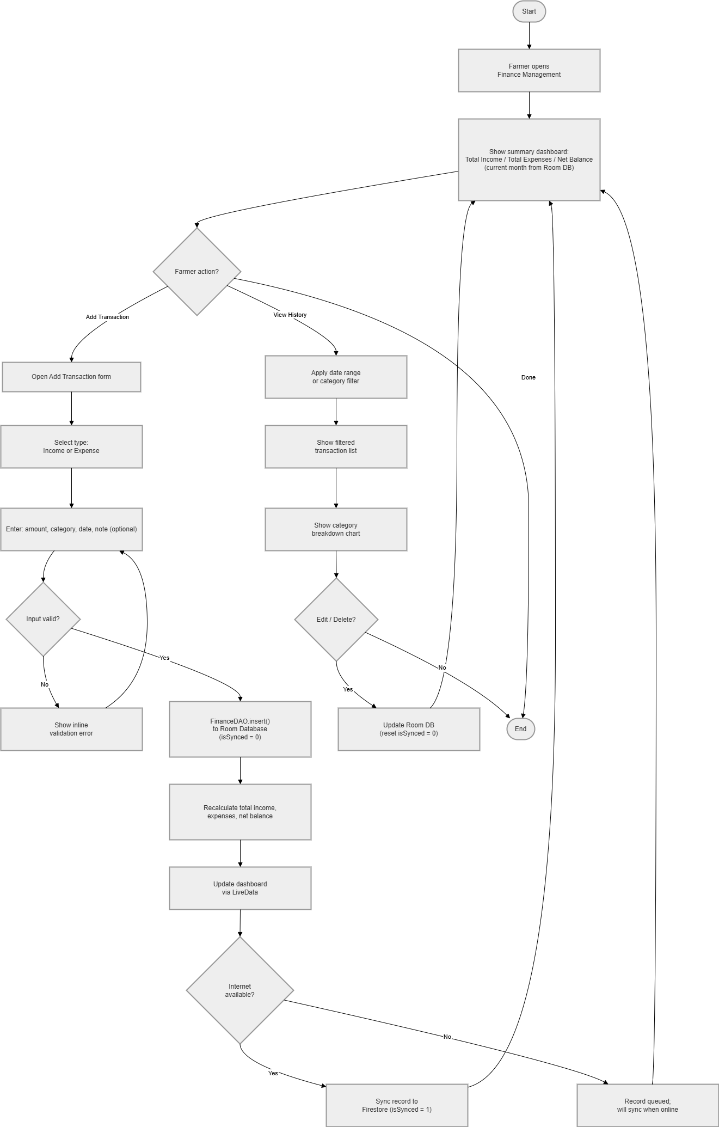 Start
Farmer opens
Finance Management
Show summary dashboard:
Total Income / Total Expenses / Net Balance
(current month from Room DB)
Farmer action?
Add Transaction
View History
Done
Open Add Transaction form
Apply date range
or category filter
Select type:
Income or Expense
Show filtered
transaction list
Enter: amount, category, date, note (optional)
Show category
breakdown chart
Input valid?
Edit / Delete?
Yes
No
No
Yes
Show inline
validation error
FinanceDAO.insert()
to Room Database
(isSynced = 0)
Update Room DB
(reset isSynced = 0)
End
Recalculate total income,
expenses, net balance
Update dashboard
via LiveData
Internet
available?
No
Yes
Sync record to
Firestore (isSynced = 1)
Record queued,
will sync when online